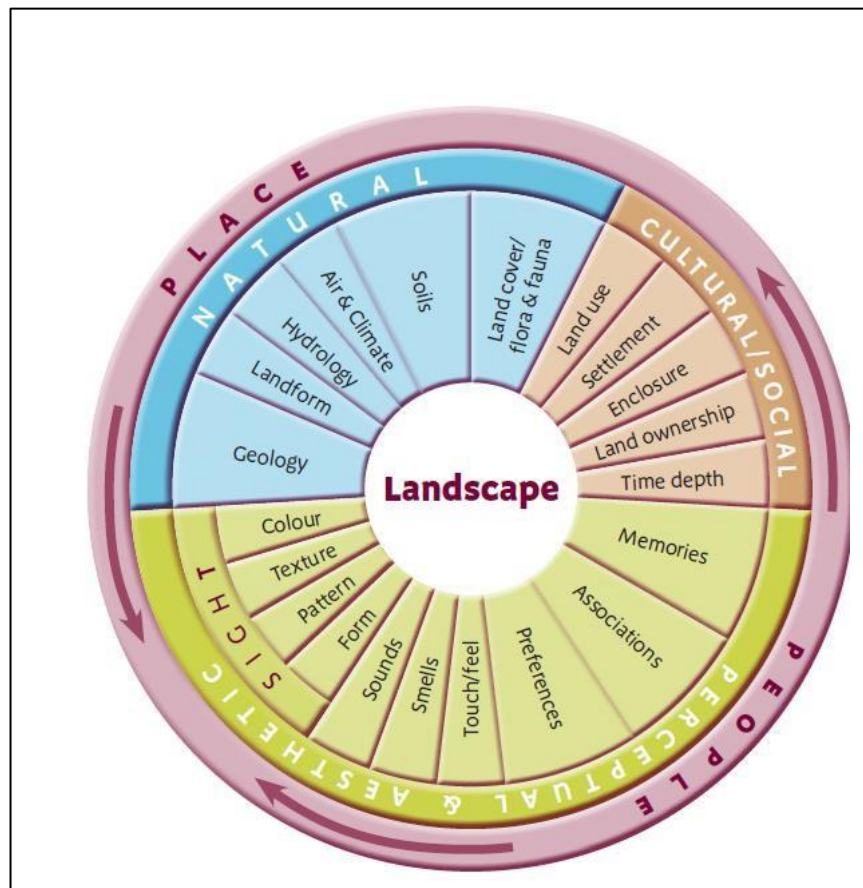 PLACE
NATURAL
CULTURAL/SOCIAL
Geology
Landform
Hydrology
Air & Climate
Soils
Land cover/
flora & fauna
Land use
Settlement
Enclosure
Land ownership
Time depth
Landscape
Memories
Associations
Preferences
Touch/feel
Smells
Sounds
Form
Pattern
Texture
Colour
SIGHT
PERCEPTUAL & AESTHETIC
PEOPLE